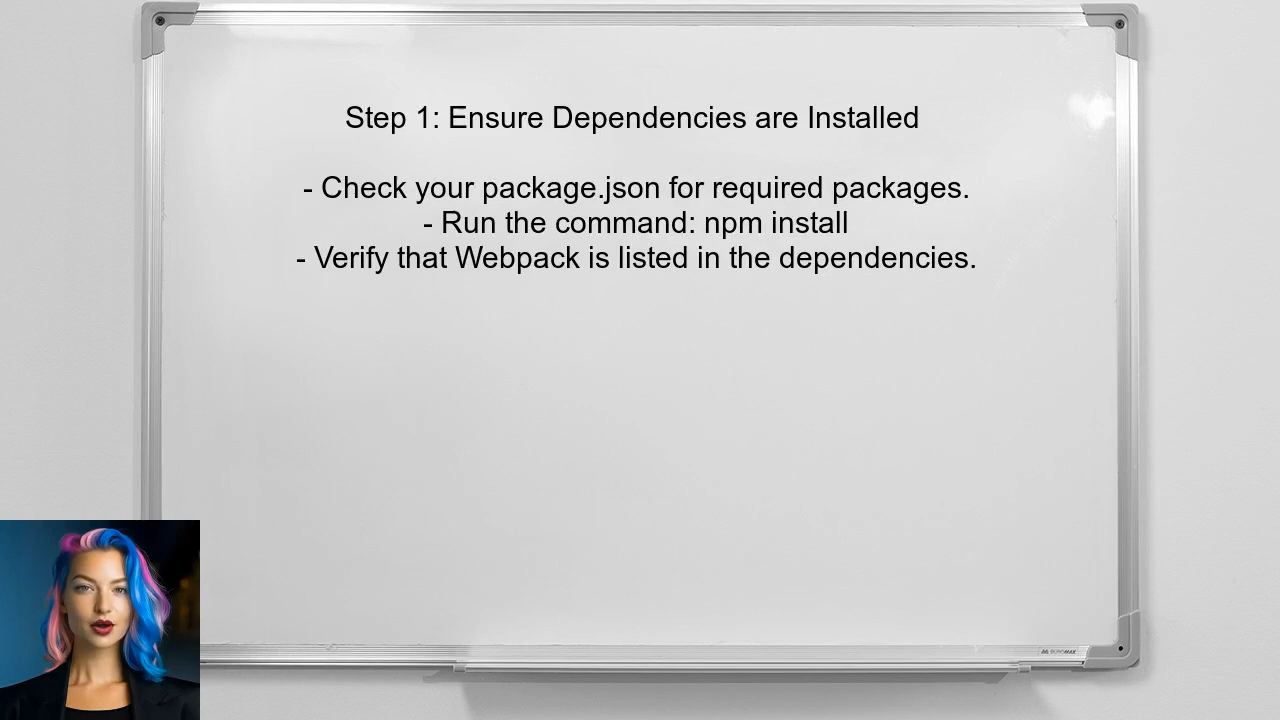 Step 1: Ensure Dependencies are Installed
- Check your package.json for required packages.
- Run the command: npm install
- Verify that Webpack is listed in the dependencies.
BUROMAX